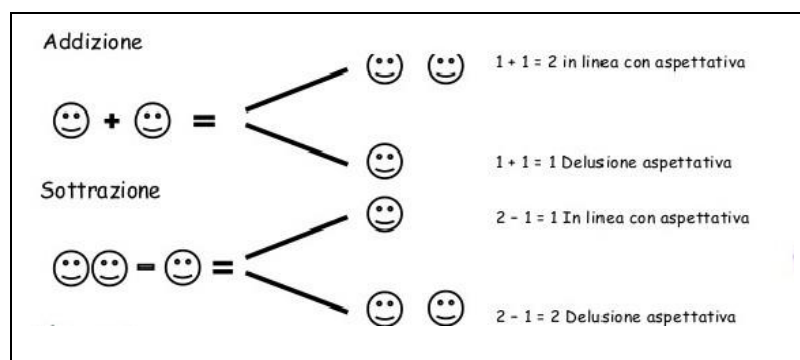 Addizione
1 + 1 = 2 in linea con aspettativa
+ =
1 + 1 = 1 Delusione aspettativa
Sottrazione
2 - 1 = 1 In linea con aspettativa
- =
2 - 1 = 2 Delusione aspettativa